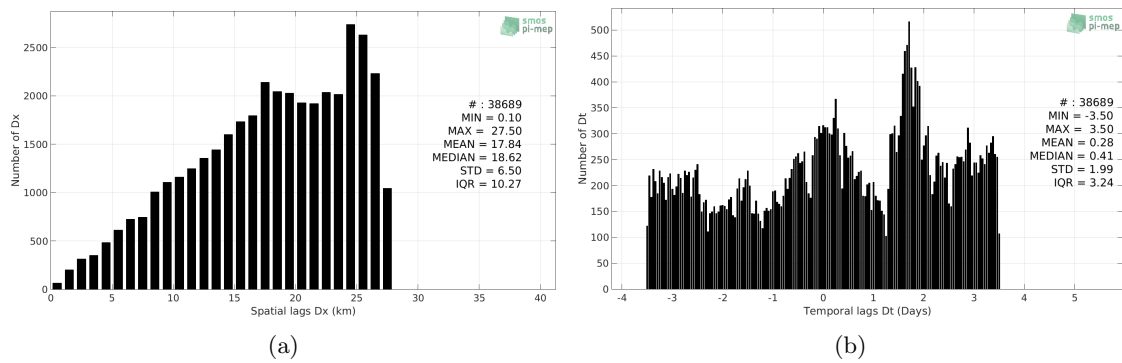 smos
pi-mep
Number of Dx
2500
2000
1500
1000
500
0
# : 38689
MIN = 0.10
MAX = 27.50
MEAN = 17.84
MEDIAN = 18.62
STD = 6.50
IQR = 10.27
0 5 10 15 20 25 30 35 40
Spatial lags Dx (km)
(a)
smos
pi-mep
Number of Dt
500
450
400
350
300
250
200
150
100
50
0
# : 38689
MIN = -3.50
MAX = 3.50
MEAN = 0.28
MEDIAN = 0.41
STD = 1.99
IQR = 3.24
-4 -3 -2 -1 0 1 2 3 4 5
Temporal lags Dt (Days)
(b)